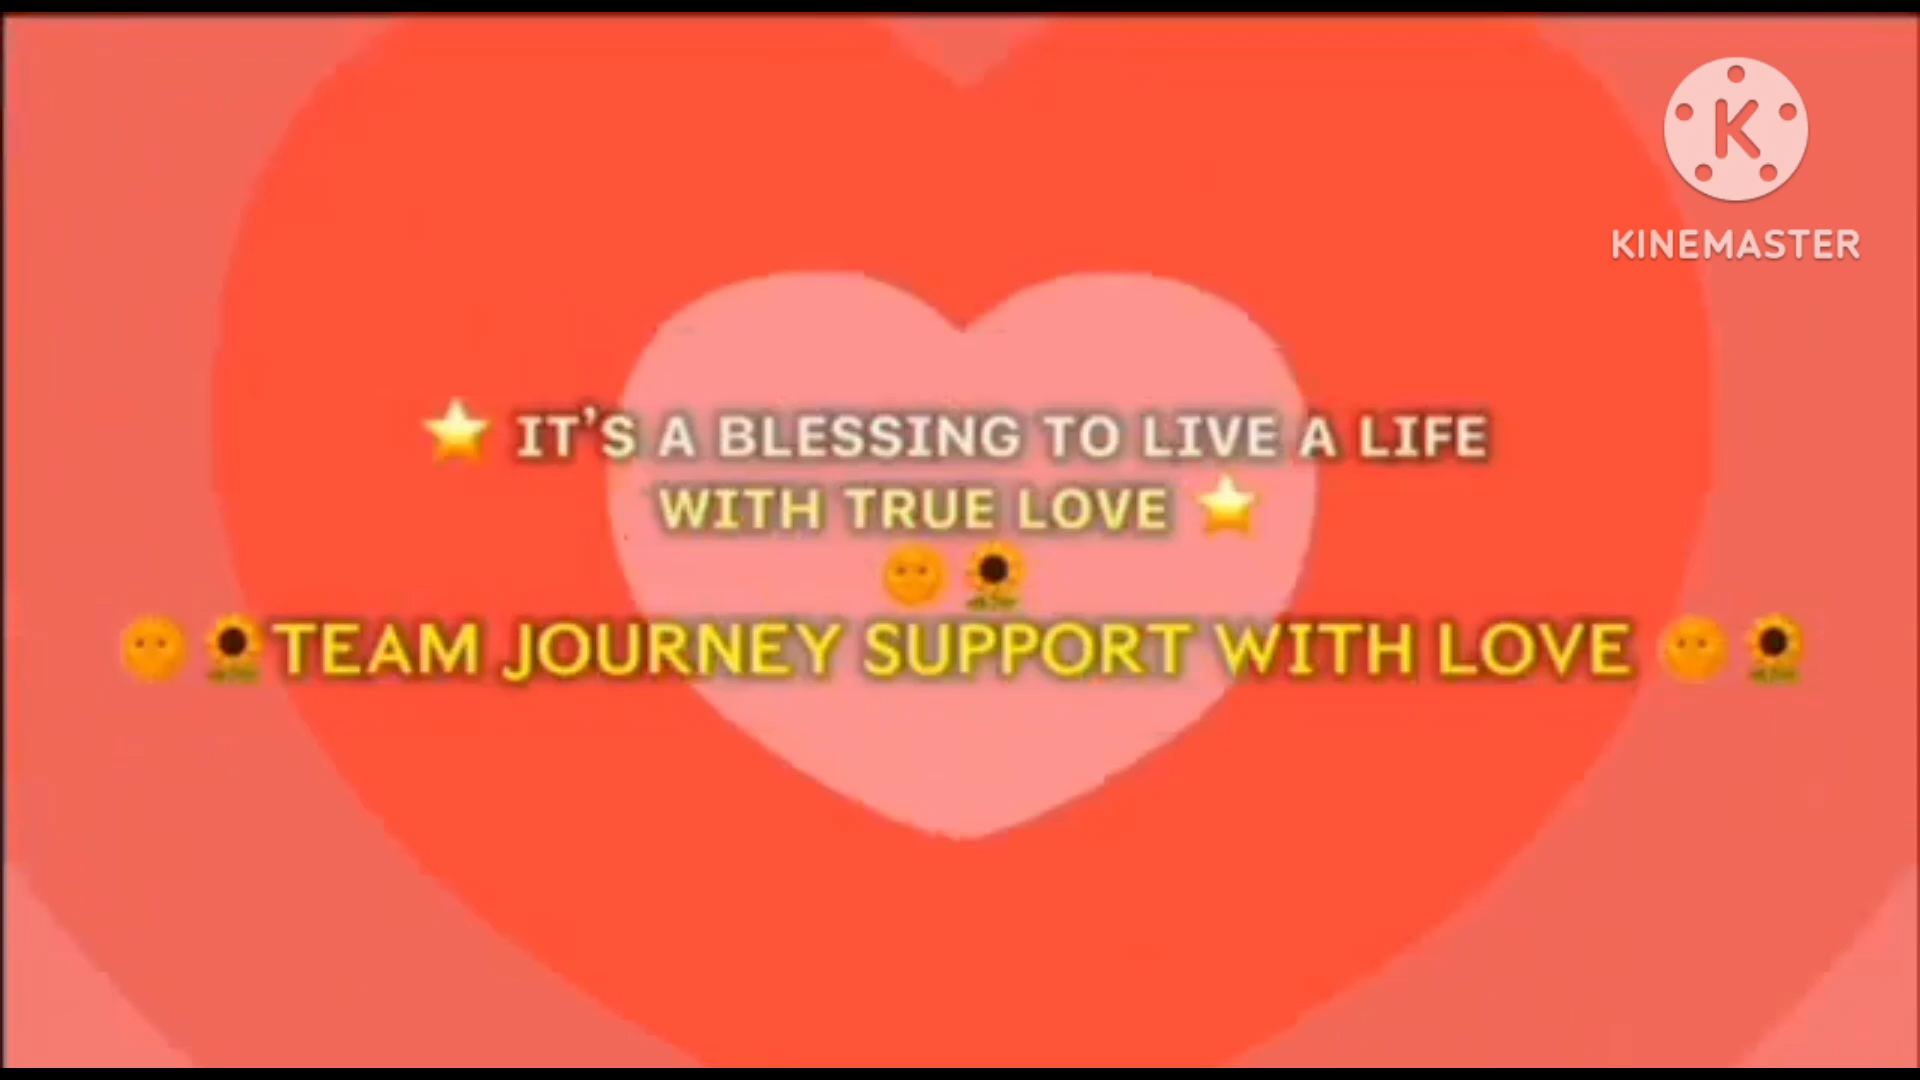 K
KINEMASTER
⭐ IT'S A BLESSING TO LIVE A LIFE
WITH TRUE LOVE ⭐
😶 🌻
😶 🌻TEAM JOURNEY SUPPORT WITH LOVE 😶 🌻